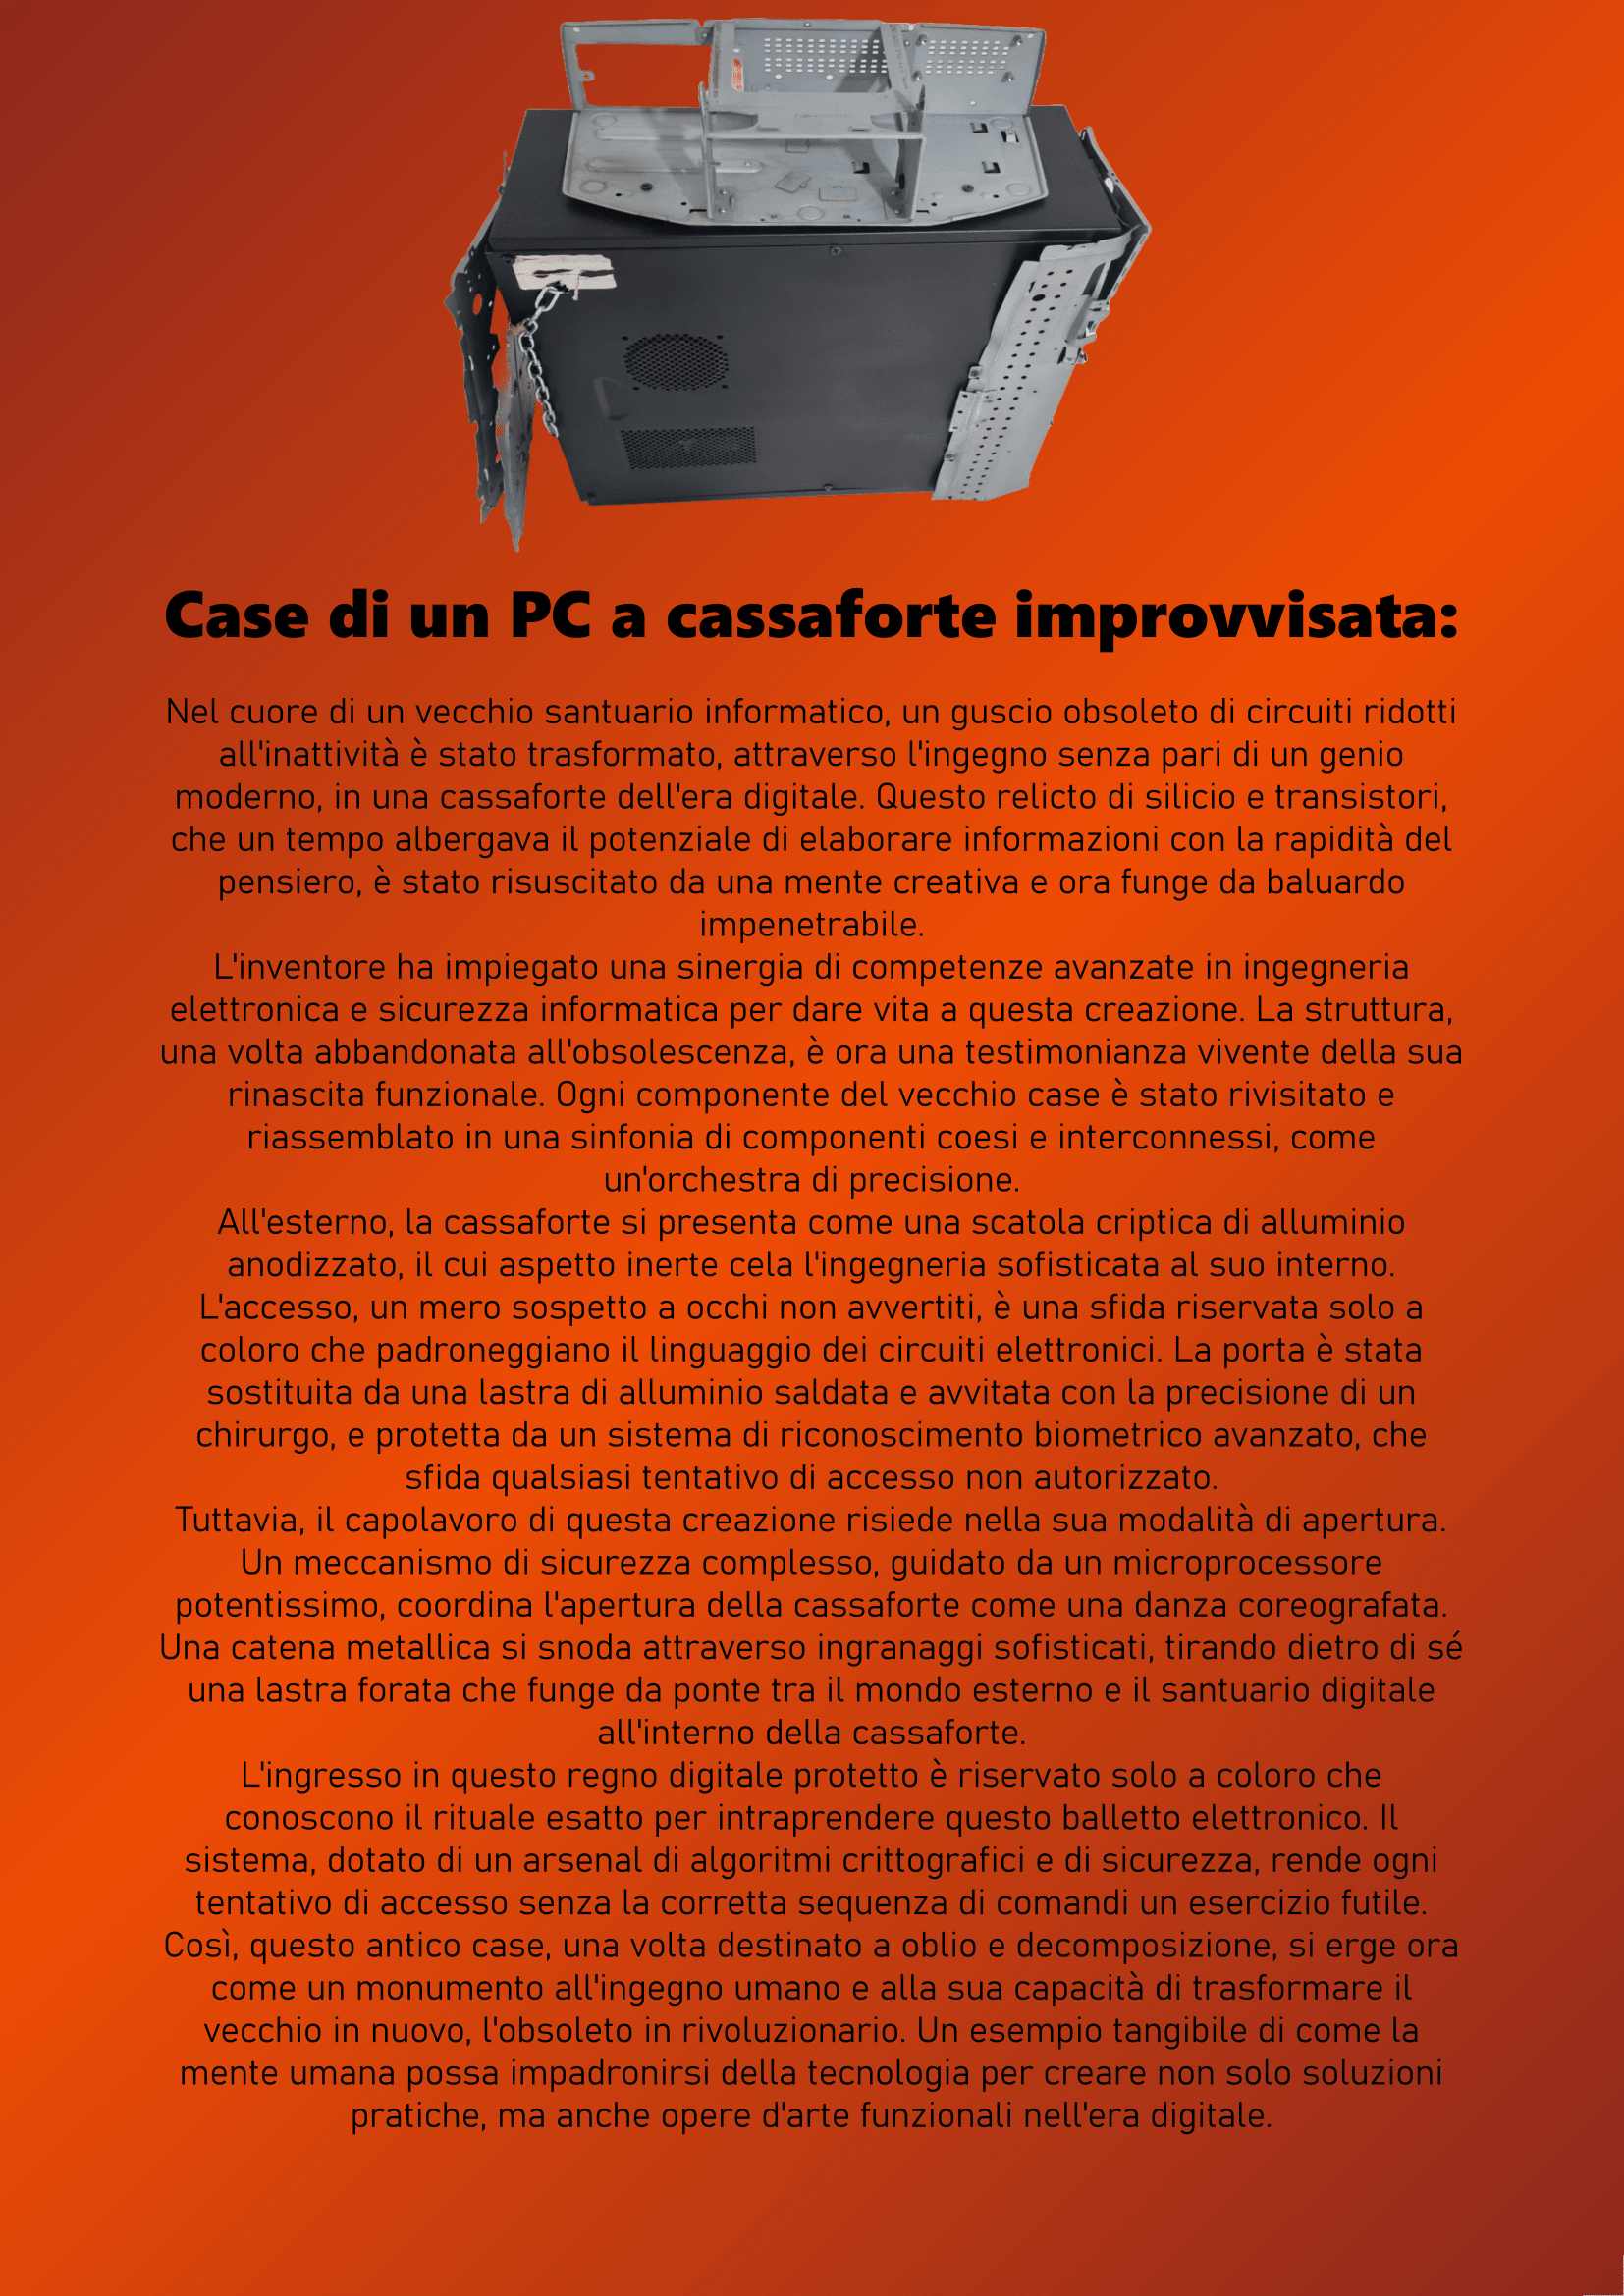 Case di un PC a cassaforte improvvisata:
Nel cuore di un vecchio santuario informatico, un guscio obsoleto di circuiti ridotti
all'inattività è stato trasformato, attraverso l'ingegno senza pari di un genio
moderno, in una cassaforte dell'era digitale. Questo relicto di silicio e transistori,
che un tempo albergava il potenziale di elaborare informazioni con la rapidità del
pensiero, è stato risuscitato da una mente creativa e ora funge da baluardo
impenetrabile.
L'inventore ha impiegato una sinergia di competenze avanzate in ingegneria
elettronica e sicurezza informatica per dare vita a questa creazione. La struttura,
una volta abbandonata all'obsolescenza, è ora una testimonianza vivente della sua
rinascita funzionale. Ogni componente del vecchio case è stato rivisitato e
riassemblato in una sinfonia di componenti coesi e interconnessi, come
un'orchestra di precisione.
All'esterno, la cassaforte si presenta come una scatola criptica di alluminio
anodizzato, il cui aspetto inerte cela l'ingegneria sofisticata al suo interno.
L'accesso, un mero sospetto a occhi non avvertiti, è una sfida riservata solo a
coloro che padroneggiano il linguaggio dei circuiti elettronici. La porta è stata
sostituita da una lastra di alluminio saldata e avvitata con la precisione di un
chirurgo, e protetta da un sistema di riconoscimento biometrico avanzato, che
sfida qualsiasi tentativo di accesso non autorizzato.
Tuttavia, il capolavoro di questa creazione risiede nella sua modalità di apertura.
Un meccanismo di sicurezza complesso, guidato da un microprocessore
potentissimo, coordina l'apertura della cassaforte come una danza coreografata.
Una catena metallica si snoda attraverso ingranaggi sofisticati, tirando dietro di sé
una lastra forata che funge da ponte tra il mondo esterno e il santuario digitale
all'interno della cassaforte.
L'ingresso in questo regno digitale protetto è riservato solo a coloro che
conoscono il rituale esatto per intraprendere questo balletto elettronico. Il
sistema, dotato di un arsenal di algoritmi crittografici e di sicurezza, rende ogni
tentativo di accesso senza la corretta sequenza di comandi un esercizio futile.
Così, questo antico case, una volta destinato a oblio e decomposizione, si erge ora
come un monumento all'ingegno umano e alla sua capacità di trasformare il
vecchio in nuovo, l'obsoleto in rivoluzionario. Un esempio tangibile di come la
mente umana possa impadronirsi della tecnologia per creare non solo soluzioni
pratiche, ma anche opere d'arte funzionali nell'era digitale.